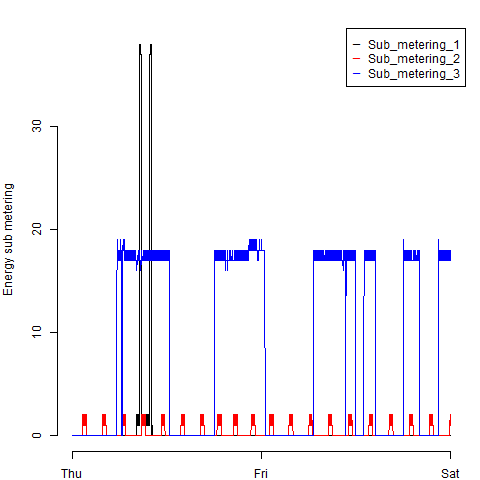 Sub_metering_1
Sub_metering_2
Sub_metering_3
Energy sub metering
30
20
10
0
Thu
Fri
Sat